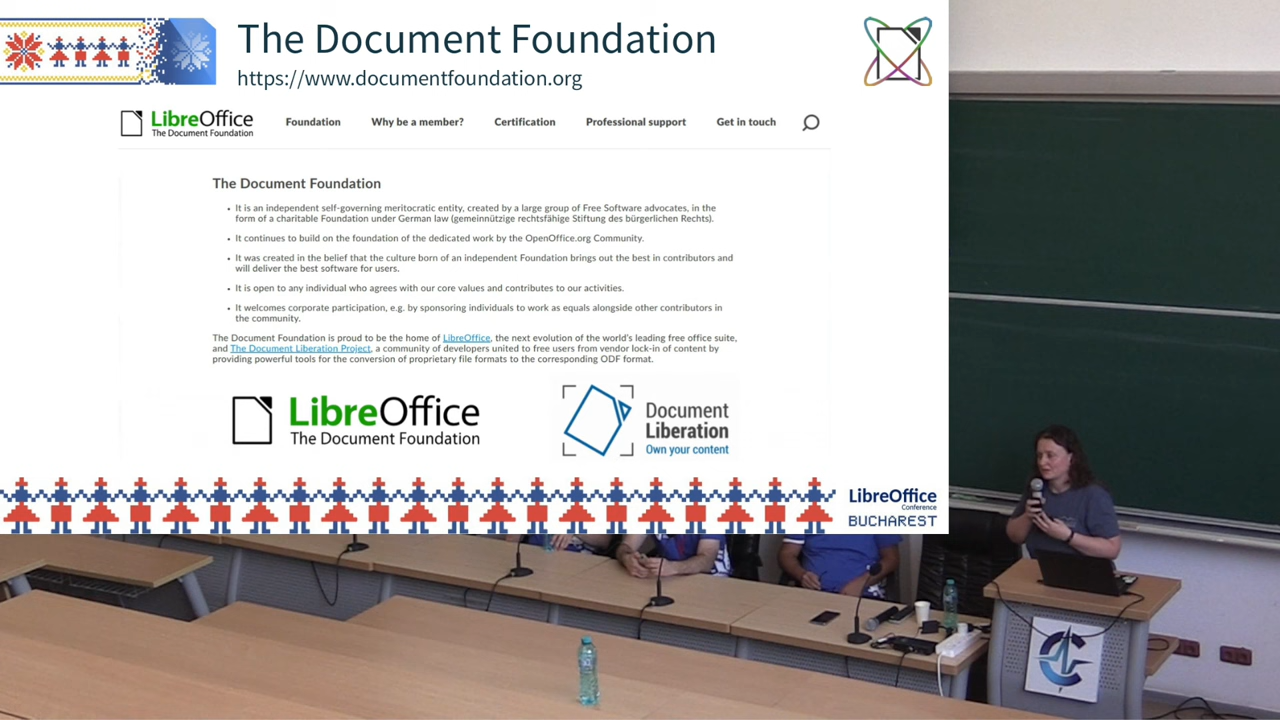 The Document Foundation
https://www.documentfoundation.org
LibreOffice
The Document Foundation
Foundation
Why be a member?
Certification
Professional support
Get in touch
The Document Foundation
• It is an independent self-governing meritocratic entity, created by a large group of Free Software advocates, in the
form of a charitable Foundation under German law (gemeinnützige rechtsfähige Stiftung des bürgerlichen Rechts).
• It continues to build on the foundation of the dedicated work by the OpenOffice.org Community.
• It was created in the belief that the culture born of an independent Foundation brings out the best in contributors and
will deliver the best software for users.
• It is open to any individual who agrees with our core values and contributes to our activities.
• It welcomes corporate participation, e.g. by sponsoring individuals to work as equals alongside other contributors in
the community.
The Document Foundation is proud to be the home of LibreOffice, the next evolution of the world's leading free office suite,
and The Document Liberation Project, a community of developers united to free users from vendor lock-in of content by
providing powerful tools for the conversion of proprietary file formats to the corresponding ODF format.
LibreOffice
The Document Foundation
Document
Liberation
Own your content
LibreOffice
Conference
BUCHAREST